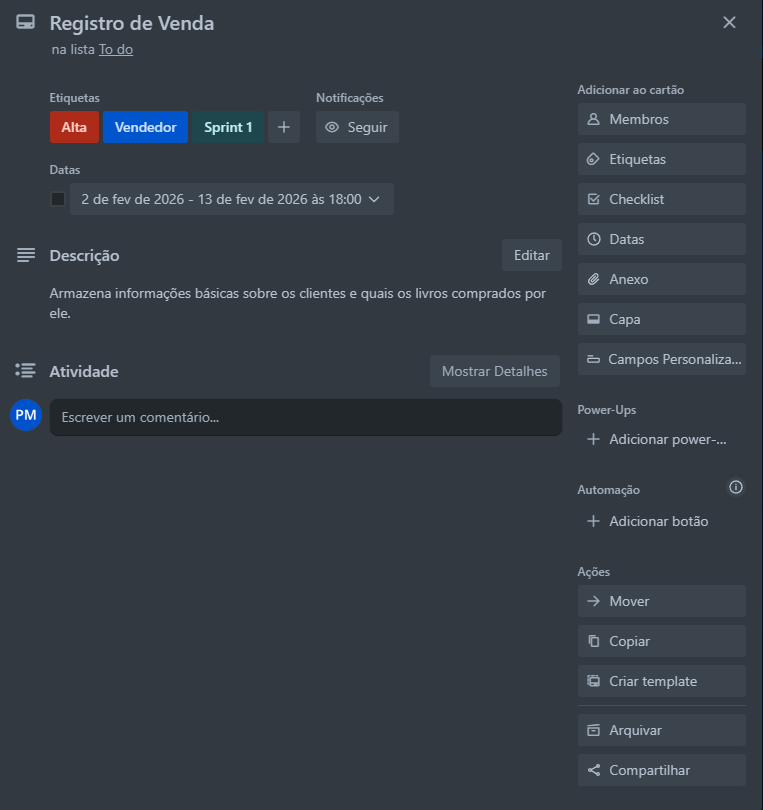 Registro de Venda
na lista To do
Etiquetas
Alta
Vendedor
Sprint 1
Notificações
Seguir
Datas
2 de fev de 2026 - 13 de fev de 2026 às 18:00
Descrição
Editar
Armazena informações básicas sobre os clientes e quais os livros comprados por
ele.
Atividade
Mostrar Detalhes
PM
Escrever um comentário...
Adicionar ao cartão
Membros
Etiquetas
Checklist
Datas
Anexo
Capa
Campos Personaliza...
Power-Ups
Adicionar power-...
Automação
Adicionar botão
Ações
Mover
Copiar
Criar template
Arquivar
Compartilhar